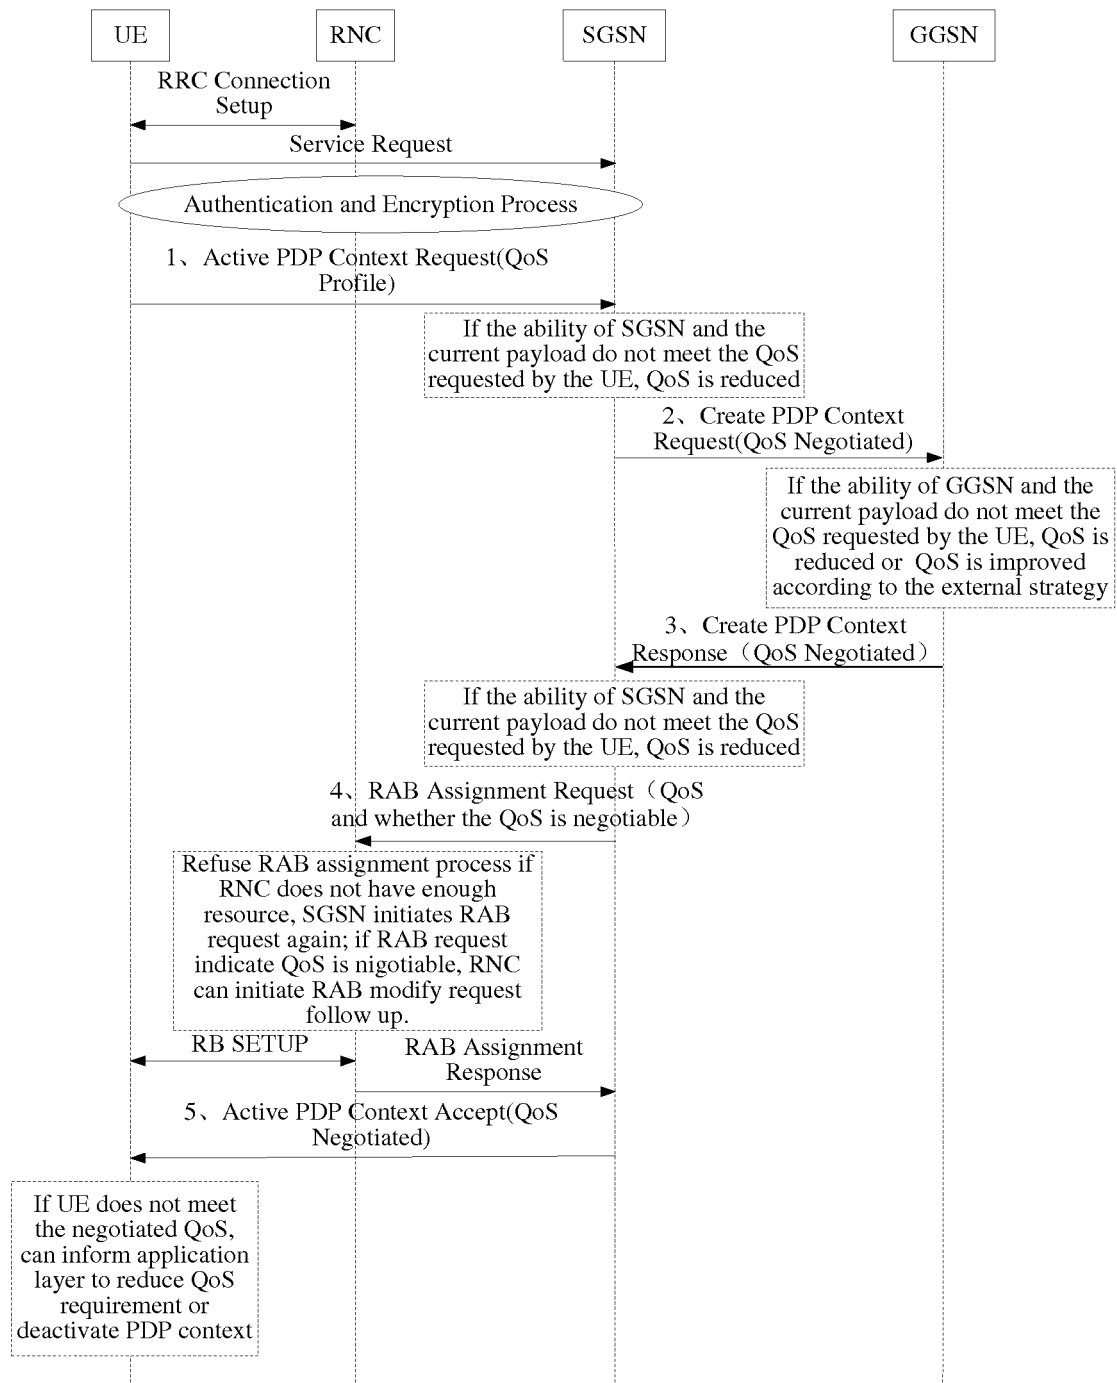 UE
RNC
SGSN
GGSN
RRC Connection
Setup
Service Request
Authentication and Encryption Process
1、Active PDP Context Request(QoS
Profile)
If the ability of SGSN and the
current payload do not meet the QoS
requested by the UE, QoS is reduced
2、Create PDP Context
Request(QoS Negotiated)
If the ability of GGSN and the
current payload do not meet the
QoS requested by the UE, QoS is
reduced or QoS is improved
according to the external strategy
3、Create PDP Context
Response（QoS Negotiated）
If the ability of SGSN and the
current payload do not meet the QoS
requested by the UE, QoS is reduced
4、RAB Assignment Request（QoS
and whether the QoS is negotiable）
Refuse RAB assignment process if
RNC does not have enough
resource, SGSN initiates RAB
request again; if RAB request
indicate QoS is nigotiable, RNC
can initiate RAB modify request
follow up.
RB SETUP
RAB Assignment
Response
5、Active PDP Context Accept(QoS
Negotiated)
If UE does not meet
the negotiated QoS,
can inform application
layer to reduce QoS
requirement or
deactivate PDP context